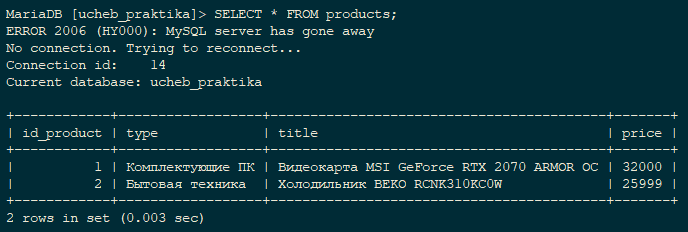 MariaDB [ucheb_praktika]> SELECT * FROM products;
ERROR 2006 (HY000): MySQL server has gone away
No connection. Trying to reconnect...
Connection id:    14
Current database: ucheb_praktika

+------------+----------------+---------------------------------------+-------+
| id_product | type           | title                                 | price |
+------------+----------------+---------------------------------------+-------+
|          1 | Комплектующие ПК | Видеокарта MSI GeForce RTX 2070 ARMOR OC | 32000 |
|          2 | Бытовая техника  | Холодильник BEKO RCNK310KC0W             | 25999 |
+------------+----------------+---------------------------------------+-------+
2 rows in set (0.003 sec)